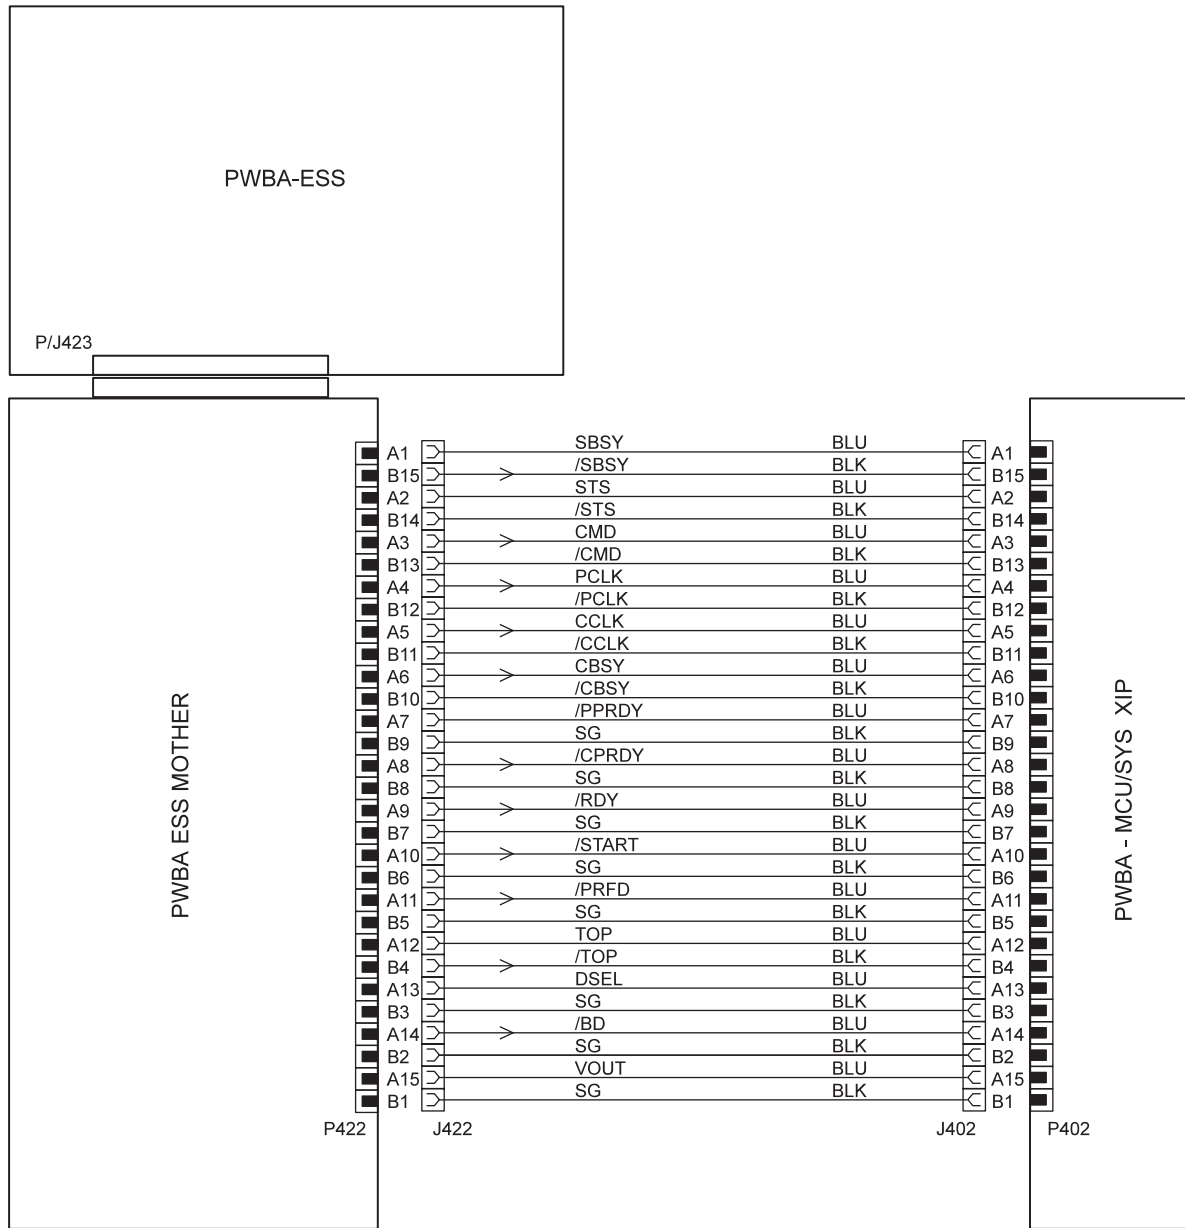 PWBA-ESS
P/J423
PWBA ESS MOTHER
PWBA - MCU/SYS XIP
A1 SBSY BLU A1
B15 /SBSY BLK B15
A2 STS BLU A2
B14 /STS BLK B14
A3 CMD BLU A3
B13 /CMD BLK B13
A4 PCLK BLU A4
B12 /PCLK BLK B12
A5 CCLK BLU A5
B11 /CCLK BLK B11
A6 CBSY BLU A6
B10 /CBSY BLK B10
A7 /PPRDY BLU A7
B9 SG BLK B9
A8 /CPRDY BLU A8
B8 SG BLK B8
A9 /RDY BLU A9
B7 SG BLK B7
A10 /START BLU A10
B6 SG BLK B6
A11 /PRFD BLU A11
B5 SG BLK B5
A12 TOP BLU A12
B4 /TOP BLK B4
A13 DSEL BLU A13
B3 SG BLK B3
A14 /BD BLU A14
B2 SG BLK B2
A15 VOUT BLU A15
B1 SG BLK B1
P422 J422 J402 P402